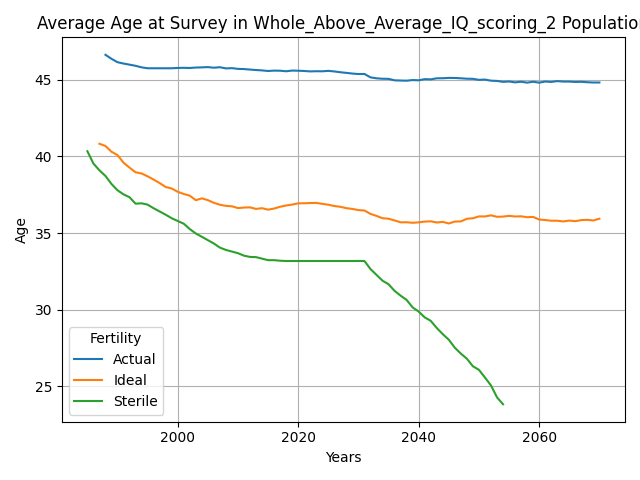 Average Age at Survey in Whole_Above_Average_IQ_scoring_2 Population
Age
45
40
35
30
25
Fertility
Actual
Ideal
Sterile
2000 2020 2040 2060
Years